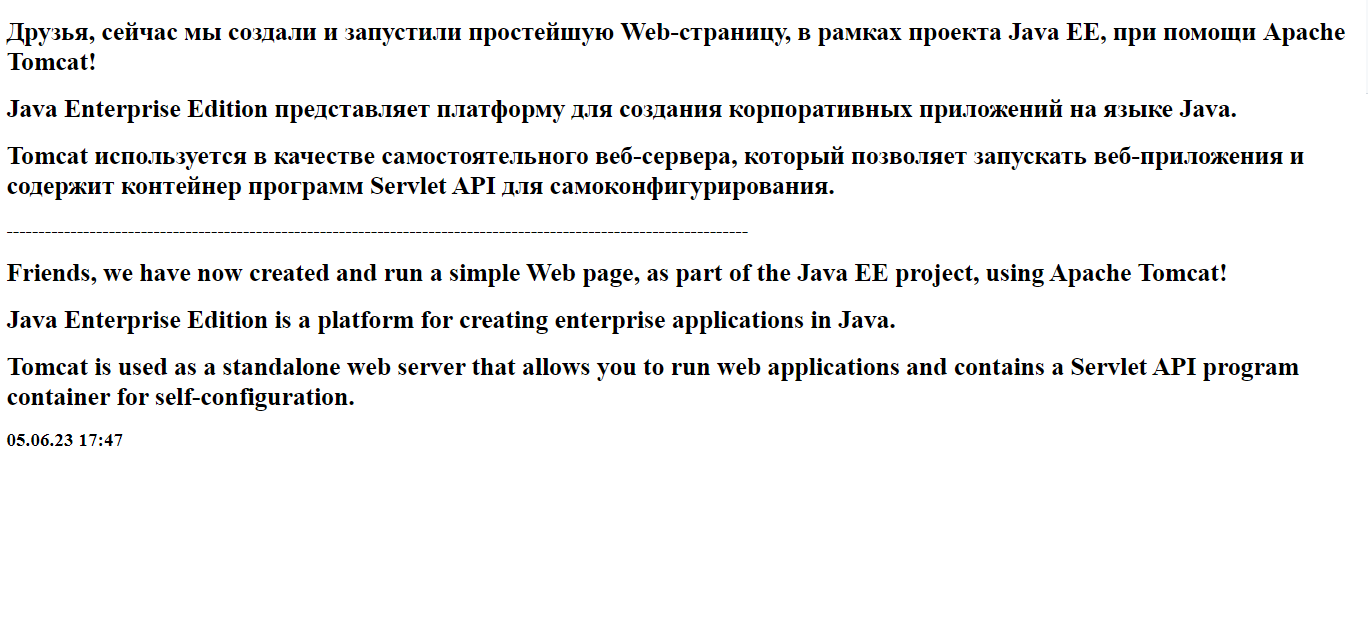 Друзья, сейчас мы создали и запустили простейшую Web-страницу, в рамках проекта Java EE, при помощи Apache
Tomcat!
Java Enterprise Edition представляет платформу для создания корпоративных приложений на языке Java.
Tomcat используется в качестве самостоятельного веб-сервера, который позволяет запускать веб-приложения и
содержит контейнер программ Servlet API для самоконфигурирования.
---------------------------------------------------------------------------------------------------------------------
Friends, we have now created and run a simple Web page, as part of the Java EE project, using Apache Tomcat!
Java Enterprise Edition is a platform for creating enterprise applications in Java.
Tomcat is used as a standalone web server that allows you to run web applications and contains a Servlet API program
container for self-configuration.
05.06.23 17:47